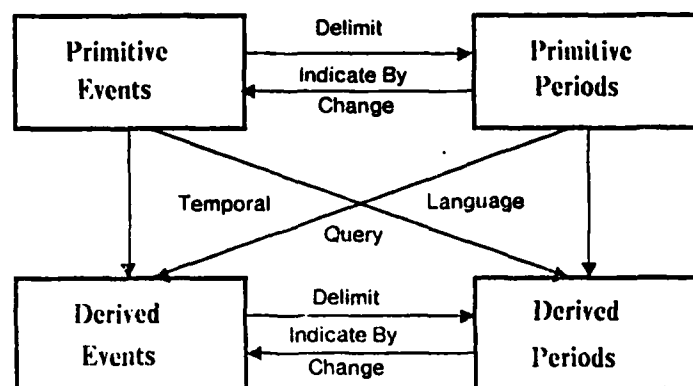 Delimit
Primitive
Events
Primitive
Periods
Indicate By
Change
Temporal
Language
Query
Derived
Events
Delimit
Derived
Periods
Indicate By
Change